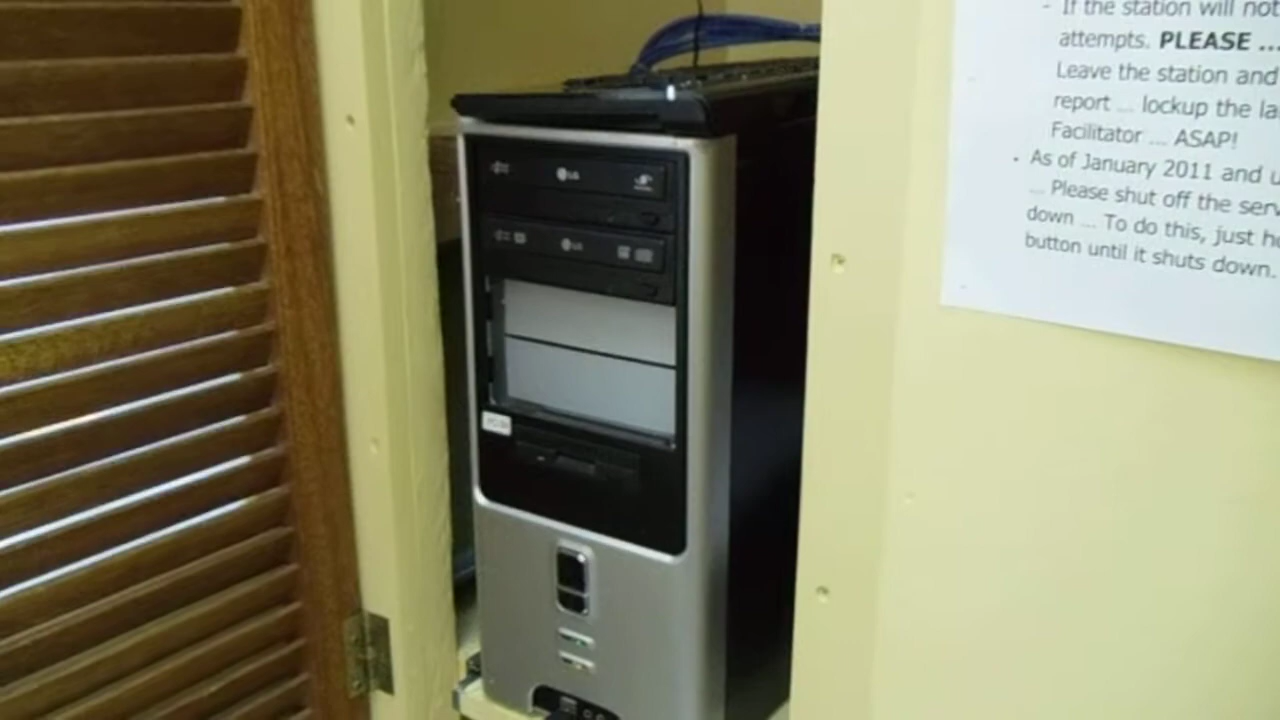 - If the station will not
attempts. PLEASE ...
Leave the station and
report ... lockup the la
Facilitator ... ASAP!
· As of January 2011 and u
... Please shut off the serv
down ... To do this, just h
button until it shuts down.
LG
LG